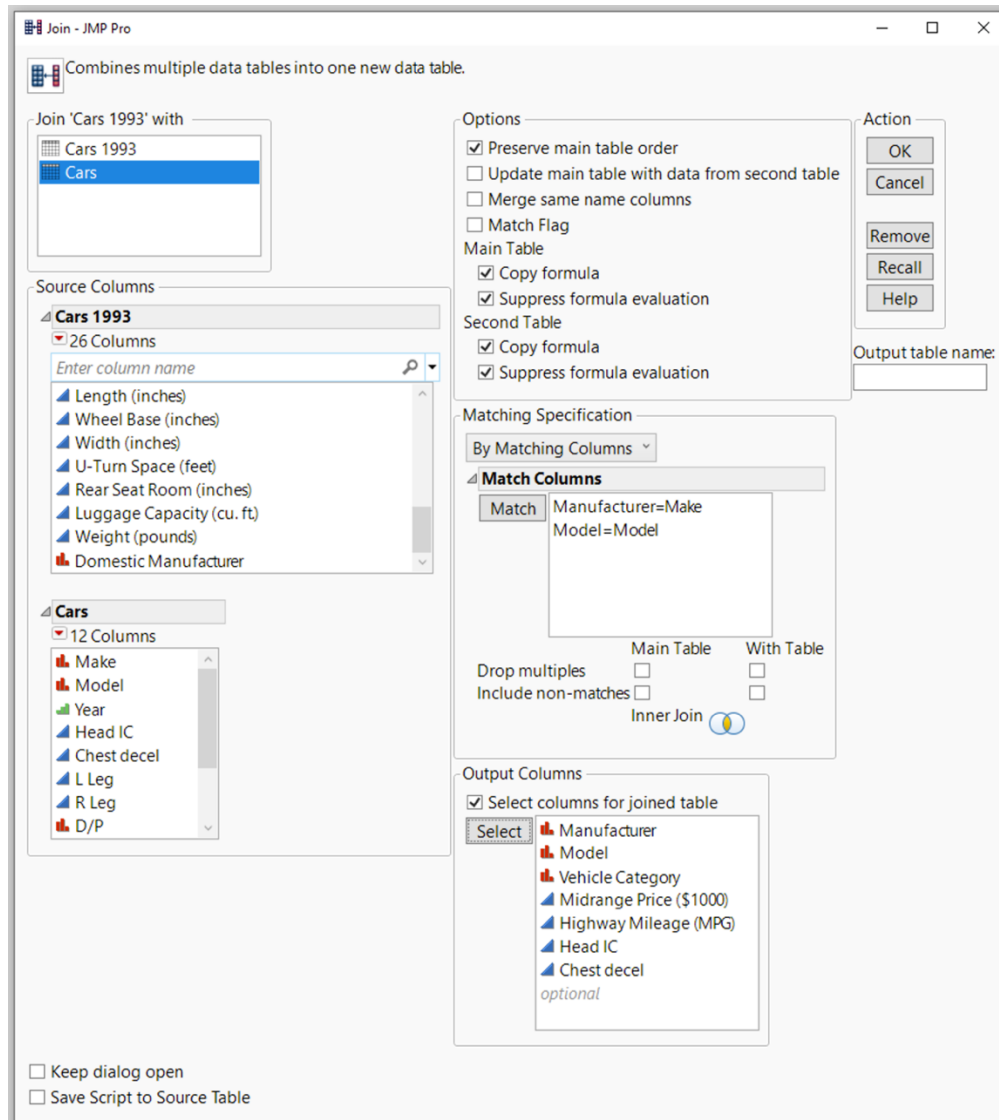 Join - JMP Pro
Combines multiple data tables into one new data table.
Join 'Cars 1993' with
Cars 1993
Cars
Source Columns
Cars 1993
26 Columns
Enter column name
Length (inches)
Wheel Base (inches)
Width (inches)
U-Turn Space (feet)
Rear Seat Room (inches)
Luggage Capacity (cu. ft.)
Weight (pounds)
Domestic Manufacturer
Cars
12 Columns
Make
Model
Year
Head IC
Chest decel
L Leg
R Leg
D/P
Options
Preserve main table order
Update main table with data from second table
Merge same name columns
Match Flag
Main Table
Copy formula
Suppress formula evaluation
Second Table
Copy formula
Suppress formula evaluation
Matching Specification
By Matching Columns
Match Columns
Match
Manufacturer=Make
Model=Model
Main Table With Table
Drop multiples
Include non-matches
Inner Join
Output Columns
Select columns for joined table
Select
Manufacturer
Model
Vehicle Category
Midrange Price ($1000)
Highway Mileage (MPG)
Head IC
Chest decel
optional
Action
OK
Cancel
Remove
Recall
Help
Output table name:
Keep dialog open
Save Script to Source Table